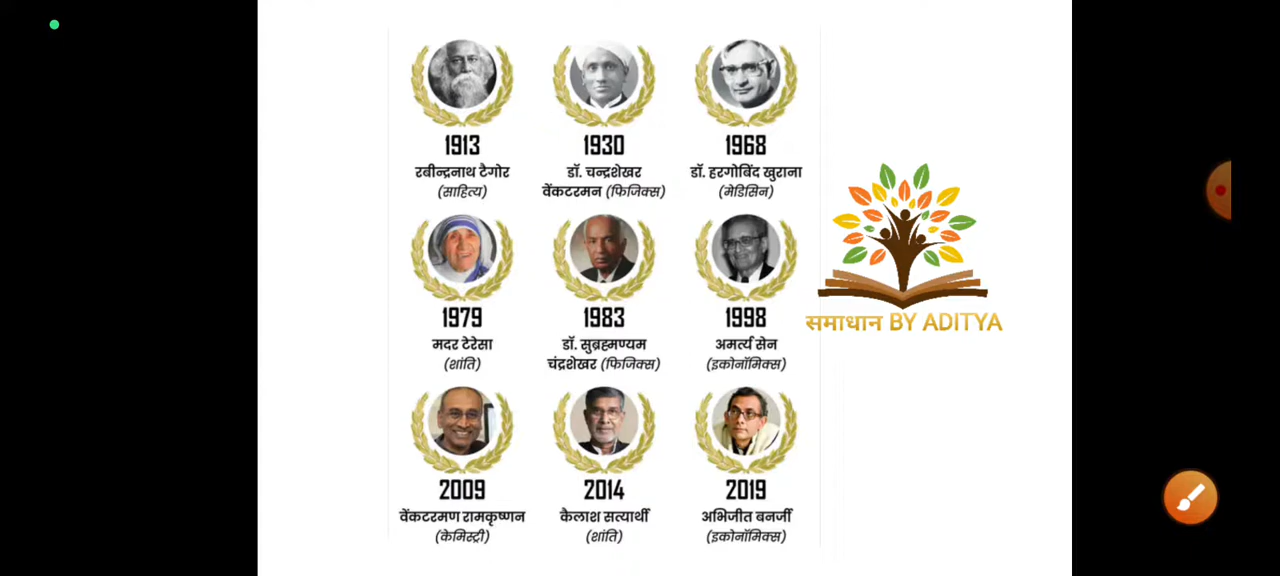 1913
रबीन्द्रनाथ टैगोर
(साहित्य)
1930
डॉ. चन्द्रशेखर
वेंकटरमन (फिजिक्स)
1968
डॉ. हरगोबिंद खुराना
(मेडिसिन)
1979
मदर टेरेसा
(शांति)
1983
डॉ. सुब्रह्मण्यम
चंद्रशेखर (फिजिक्स)
1998
अमर्त्य सेन
(इकोनॉमिक्स)
समाधान BY ADITYA
2009
वेंकटरमण रामकृष्णन
(केमिस्ट्री)
2014
कैलाश सत्यार्थी
(शांति)
2019
अभिजीत बनर्जी
(इकोनॉमिक्स)